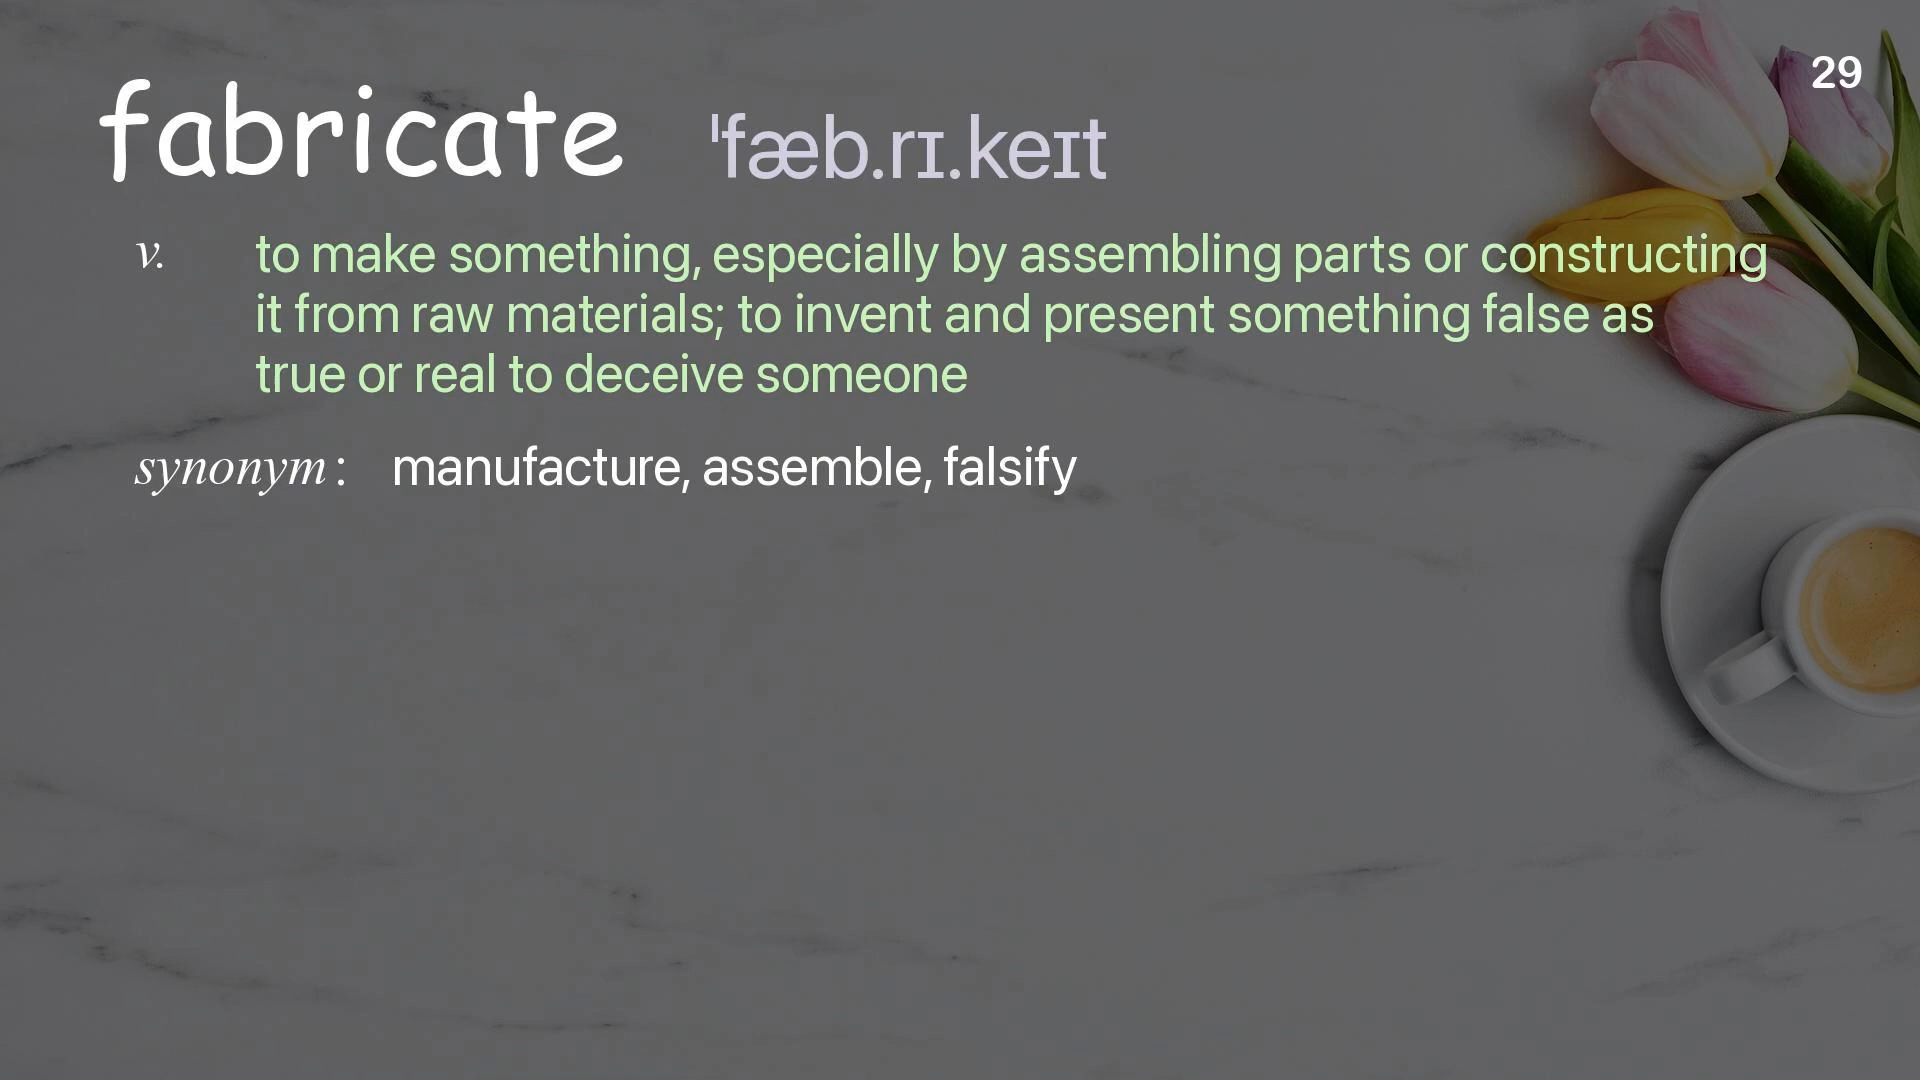 29
fabricate ˈfæb.rɪ.keɪt
v. to make something, especially by assembling parts or constructing
it from raw materials; to invent and present something false as
true or real to deceive someone
synonym : manufacture, assemble, falsify